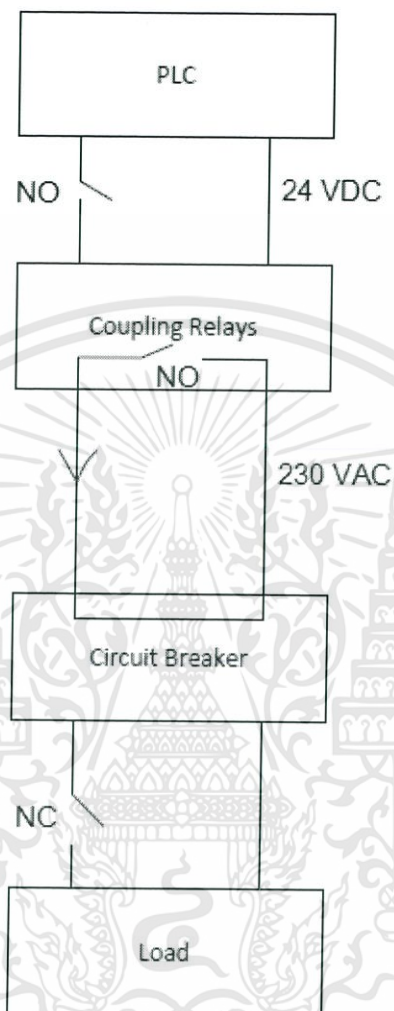 PLC
NO
24 VDC
Coupling Relays
NO
230 VAC
Circuit Breaker
NC
Load